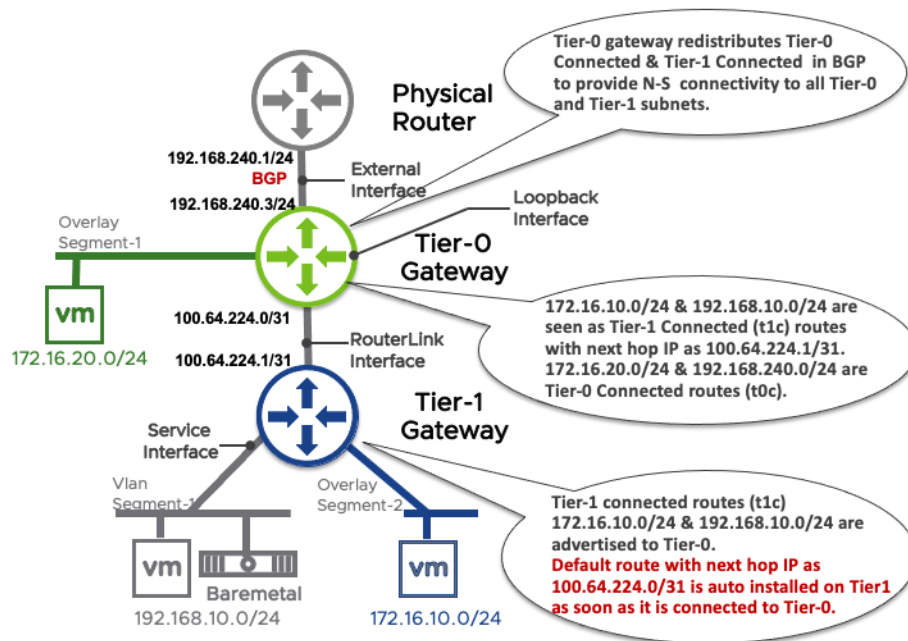 Tier-0 gateway redistributes Tier-0
Connected & Tier-1 Connected in BGP
to provide N-S connectivity to all Tier-0
and Tier-1 subnets.
Physical
Router
192.168.240.1/24
BGP
External
Interface
192.168.240.3/24
Loopback
Interface
Overlay
Segment-1
Tier-0
Gateway
vm
172.16.20.0/24
100.64.224.0/31
RouterLink
Interface
100.64.224.1/31
172.16.10.0/24 & 192.168.10.0/24 are
seen as Tier-1 Connected (t1c) routes
with next hop IP as 100.64.224.1/31.
172.16.20.0/24 & 192.168.240.0/24 are
Tier-0 Connected routes (t0c).
Tier-1
Gateway
Service
Interface
Vlan
Segment-1
Overlay
Segment-2
vm
Baremetal
192.168.10.0/24
vm
172.16.10.0/24
Tier-1 connected routes (t1c)
172.16.10.0/24 & 192.168.10.0/24 are
advertised to Tier-0.
Default route with next hop IP as
100.64.224.0/31 is auto installed on Tier1
as soon as it is connected to Tier-0.